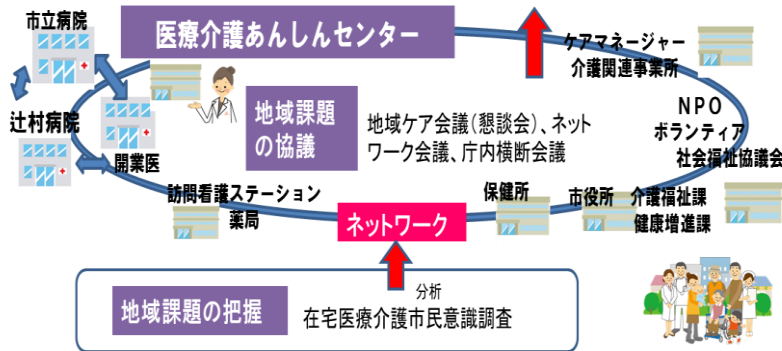 市立病院
医療介護あんしんセンター
ケアマネージャー
介護関連事業所
辻村病院
開業医
地域課題
の協議
地域ケア会議(懇談会)、ネット
ワーク会議、庁内横断会議
NPO
ボランティア
社会福祉協議会
訪問看護ステーション
薬局
ネットワーク
保健所
市役所 介護福祉課
健康増進課
地域課題の把握
分析
在宅医療介護市民意識調査